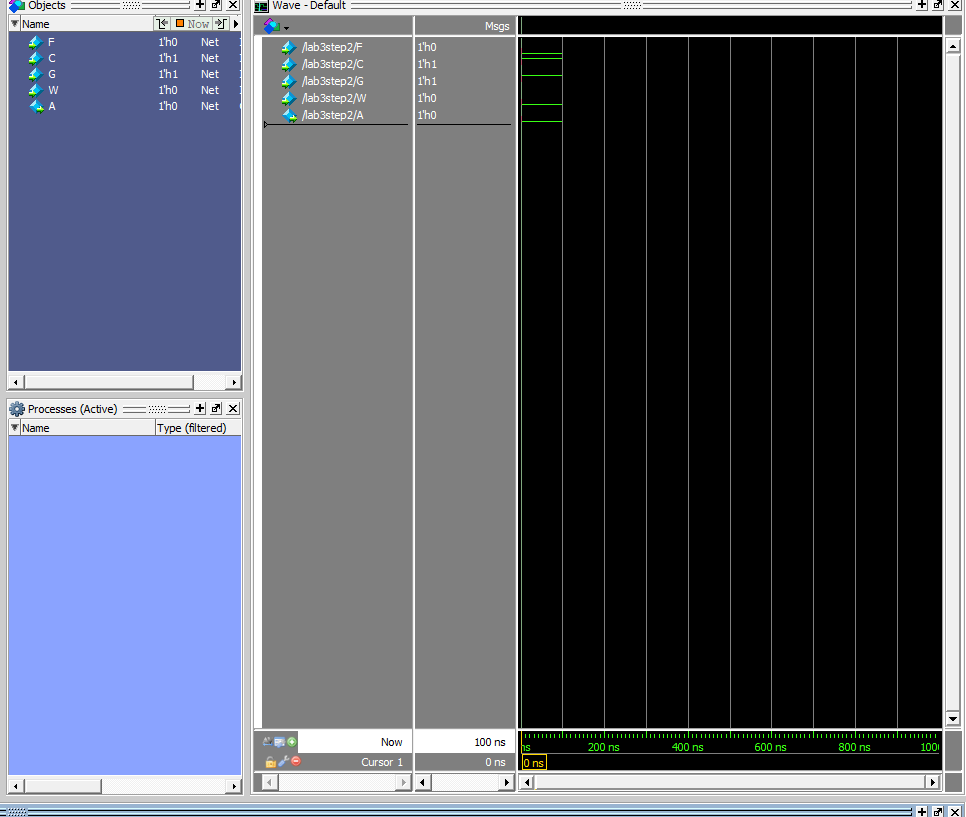 Objects
Name Now
F 1'h0 Net
C 1'h1 Net
G 1'h1 Net
W 1'h0 Net
A 1'h0 Net
Processes (Active)
Name Type (filtered)
Wave - Default
Msgs
/lab3step2/F 1'h0
/lab3step2/C 1'h1
/lab3step2/G 1'h1
/lab3step2/W 1'h0
/lab3step2/A 1'h0
Now 100 ns ns 200 ns 400 ns 600 ns 800 ns 100
Cursor 1 0 ns 0 ns